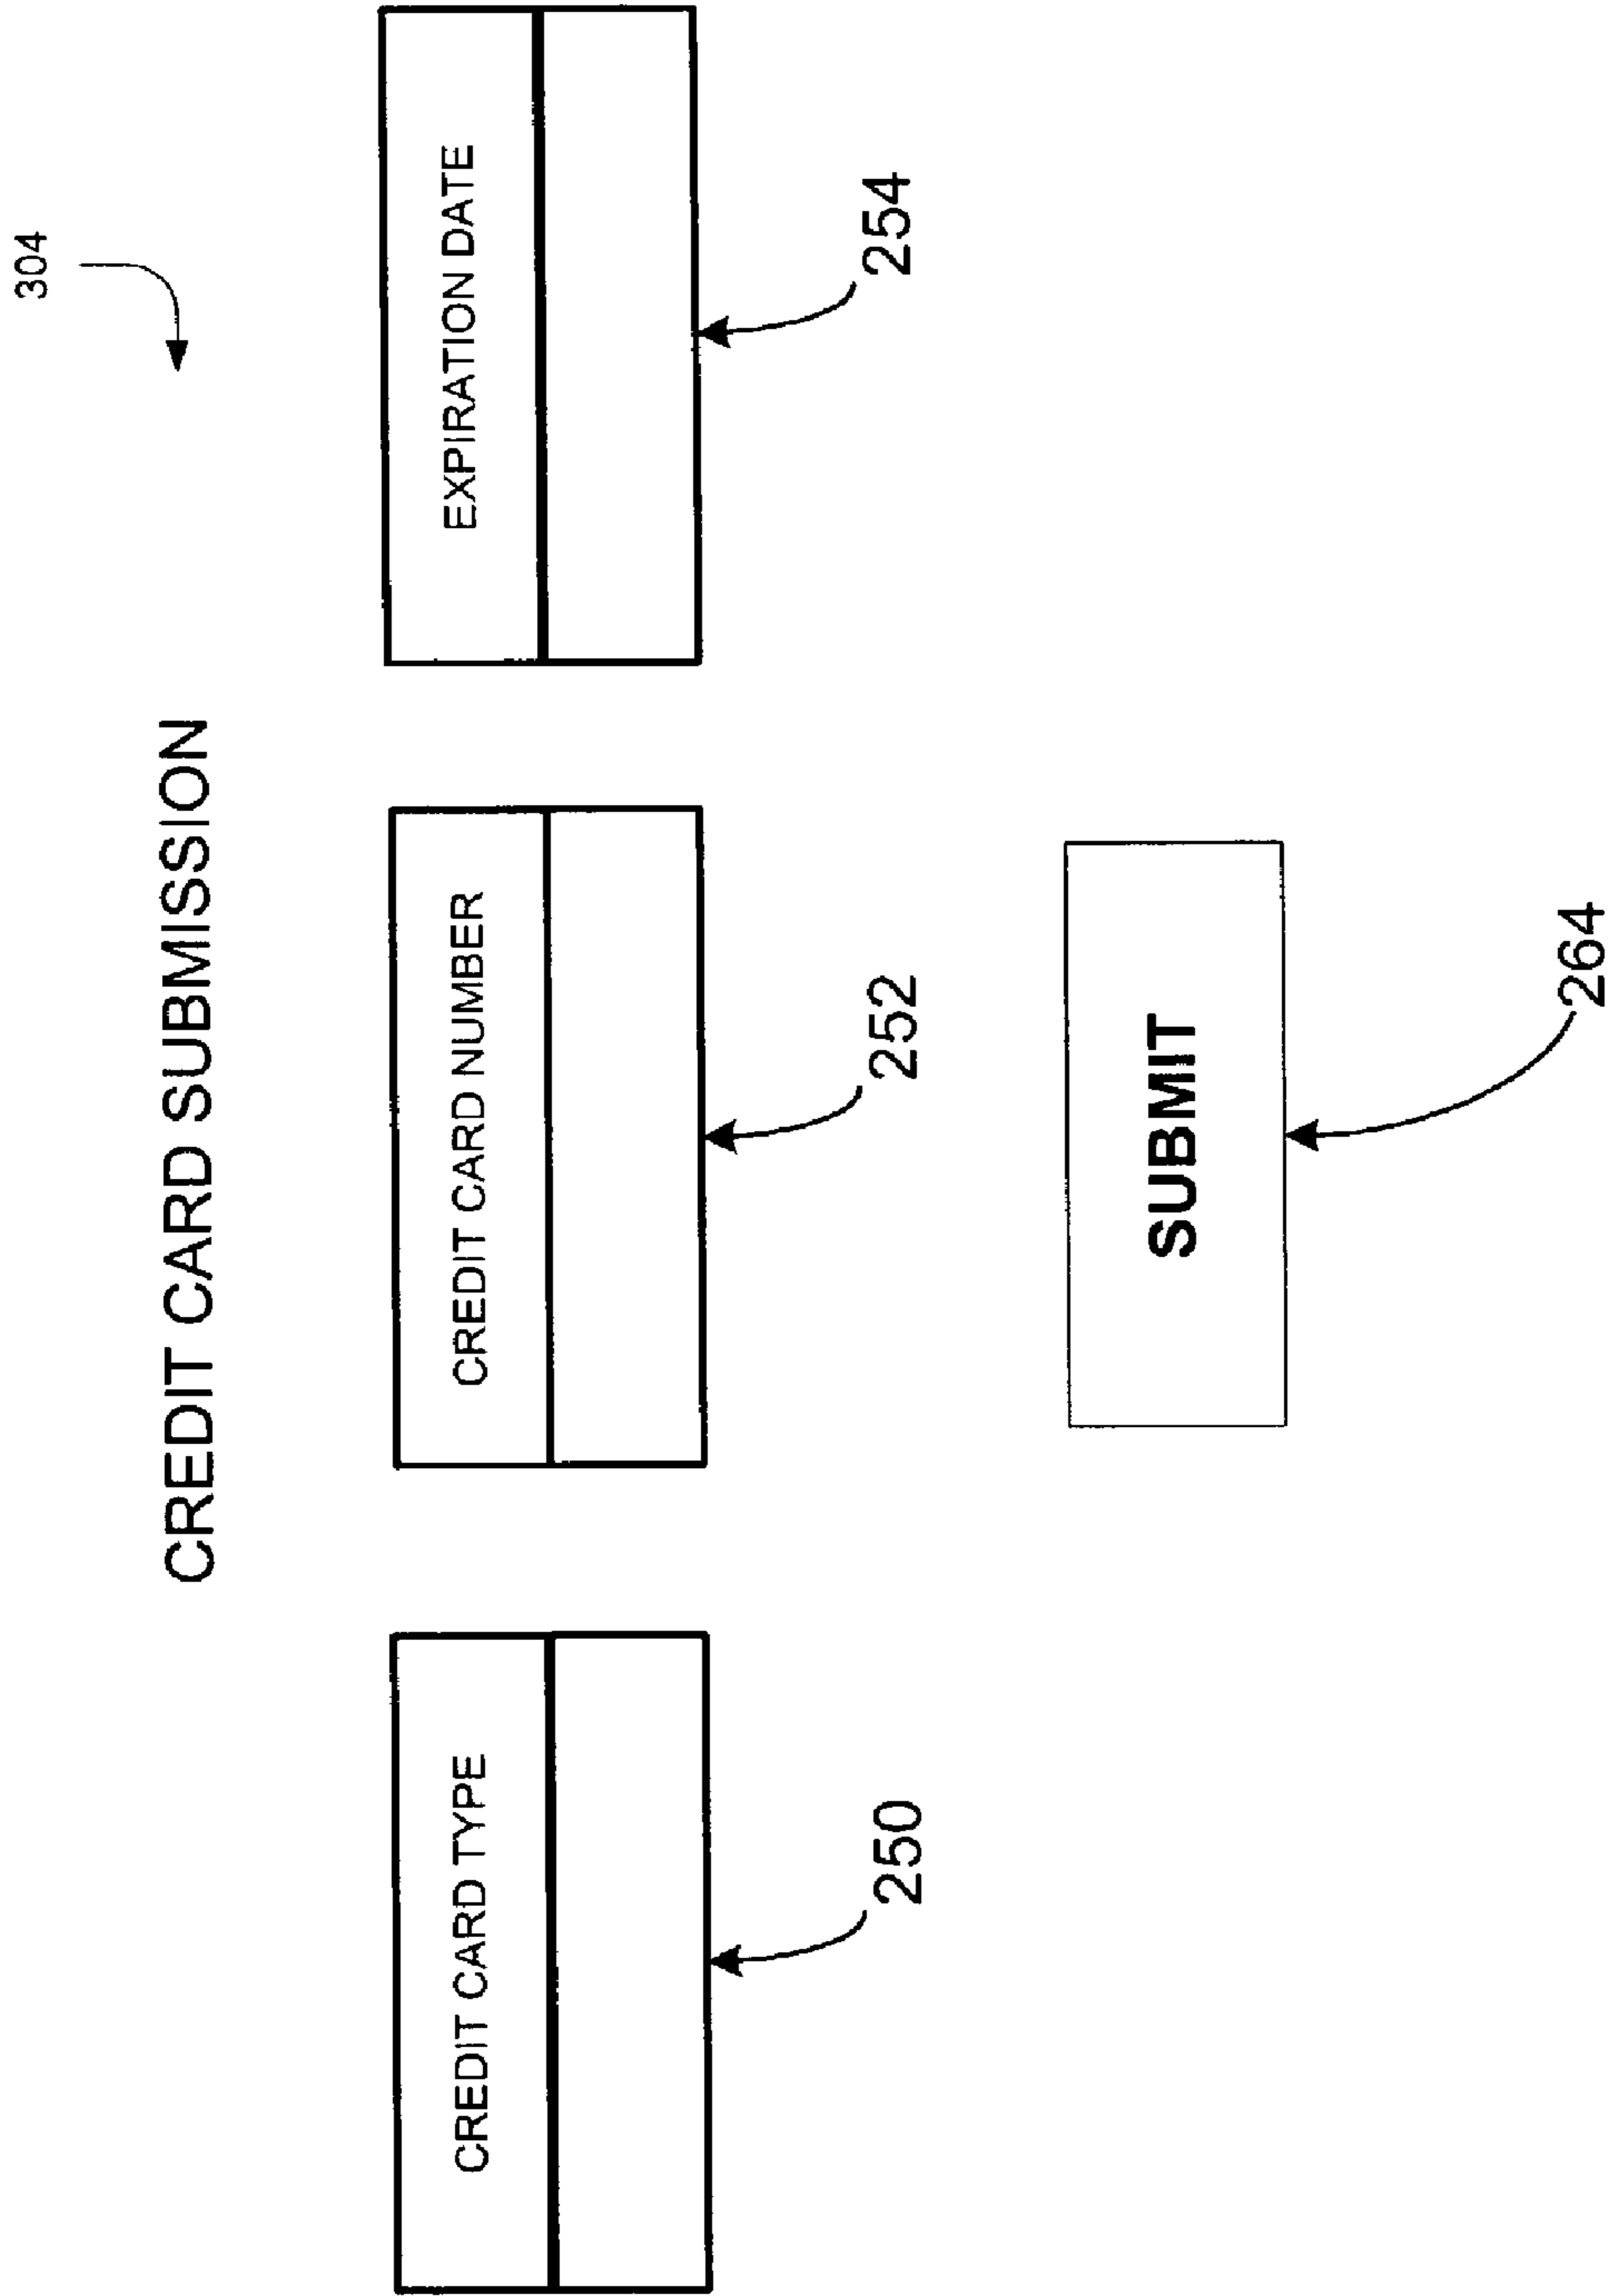 304
CREDIT CARD SUBMISSION
CREDIT CARD TYPE
CREDIT CARD NUMBER
EXPIRATION DATE
250
252
254
SUBMIT
264